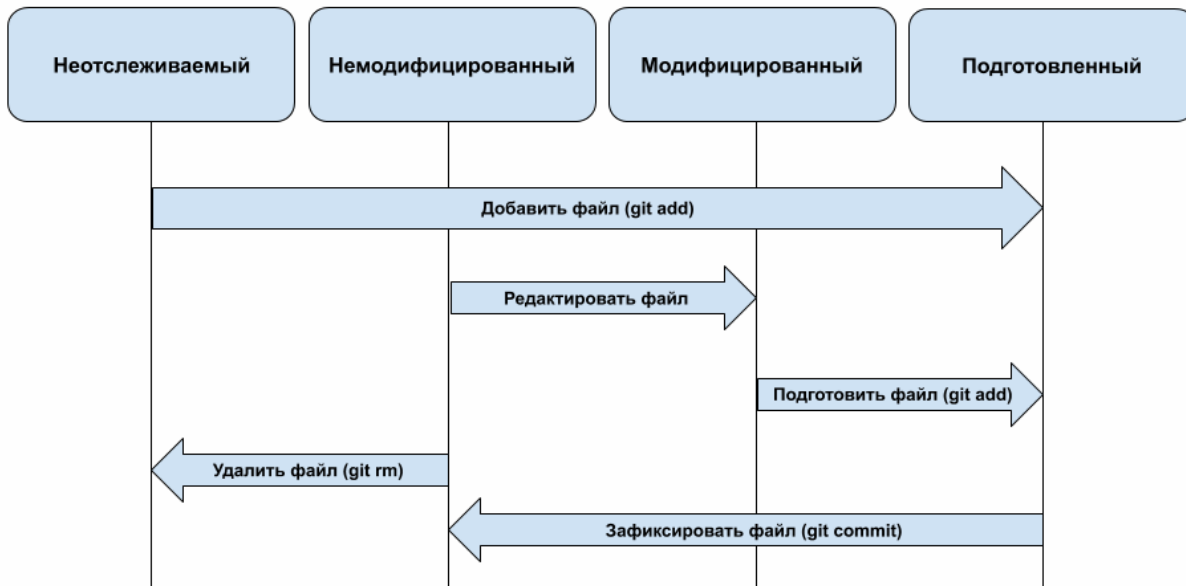 Неотслеживаемый
Немодифицированный
Модифицированный
Подготовленный
Добавить файл (git add)
Редактировать файл
Подготовить файл (git add)
Удалить файл (git rm)
Зафиксировать файл (git commit)